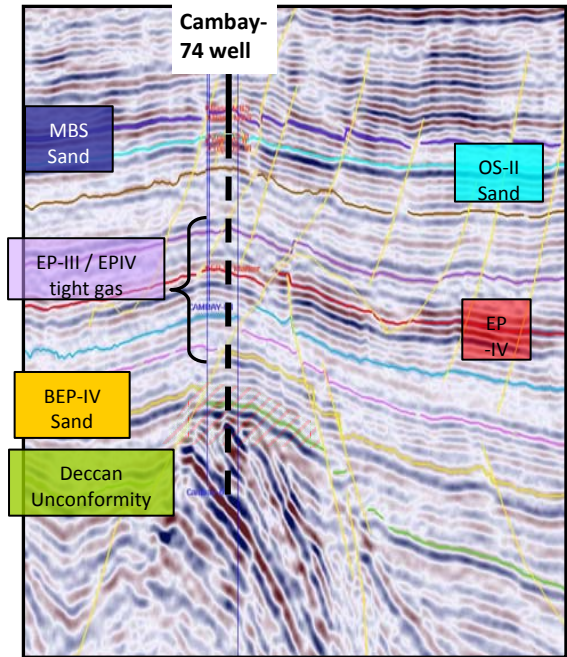 Cambay-
74 well
MBS
Sand
OS-II
Sand
EP-III / EPIV
tight gas
EP
-IV
BEP-IV
Sand
Deccan
Unconformity